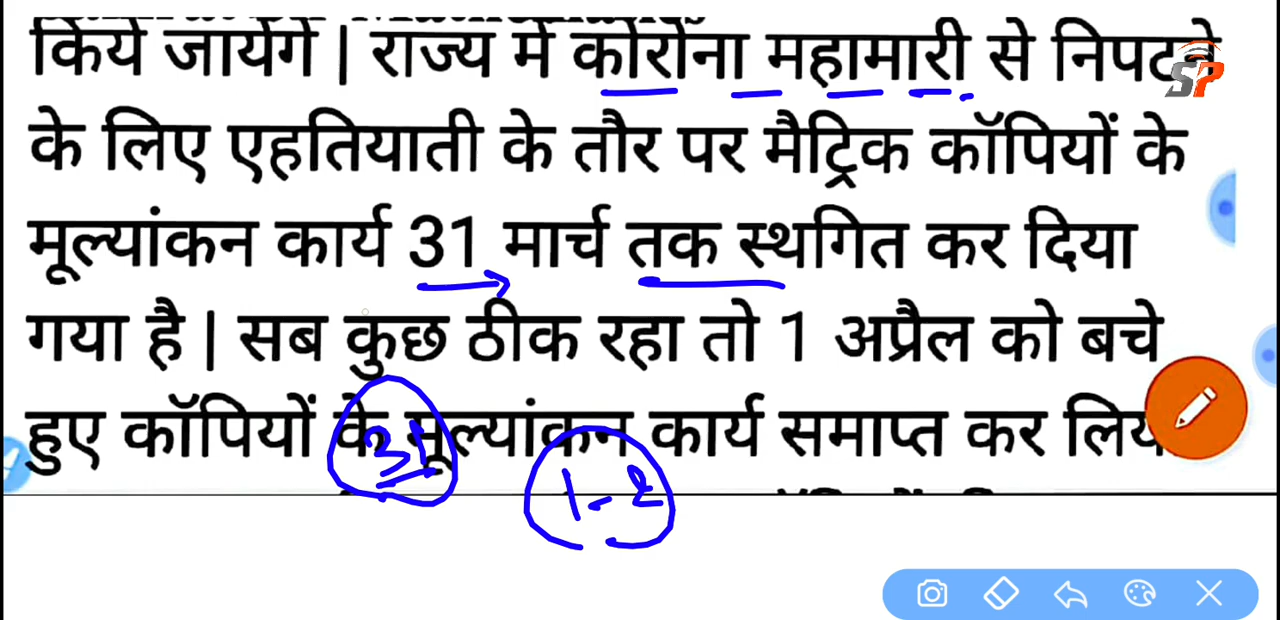 किये जायेंगे | राज्य में कोरोना महामारी से निपटने
SP
के लिए एहतियाती के तौर पर मैट्रिक कॉपियों के
मूल्यांकन कार्य 31 मार्च तक स्थगित कर दिया
गया है | सब कुछ ठीक रहा तो 1 अप्रैल को बचे
हुए कॉपियों के मूल्यांकन कार्य समाप्त कर लिय
31
1-2